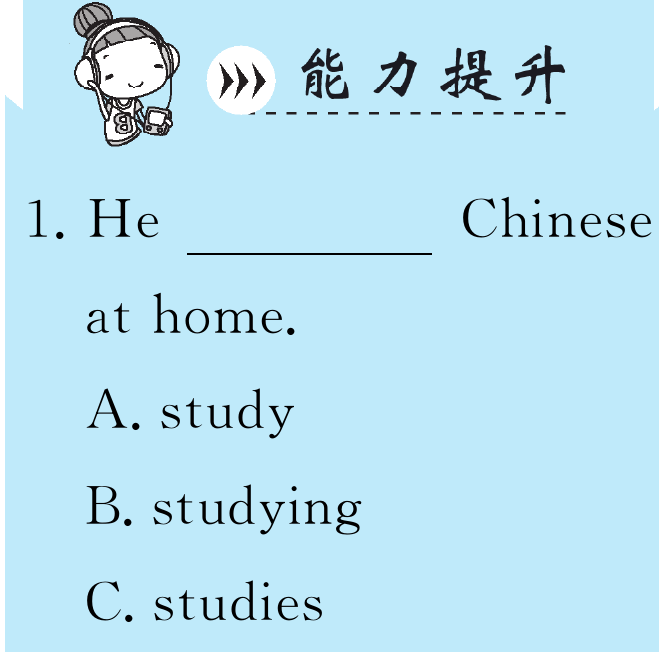 能力提升
1. He ________ Chinese
at home.
A. study
B. studying
C. studies